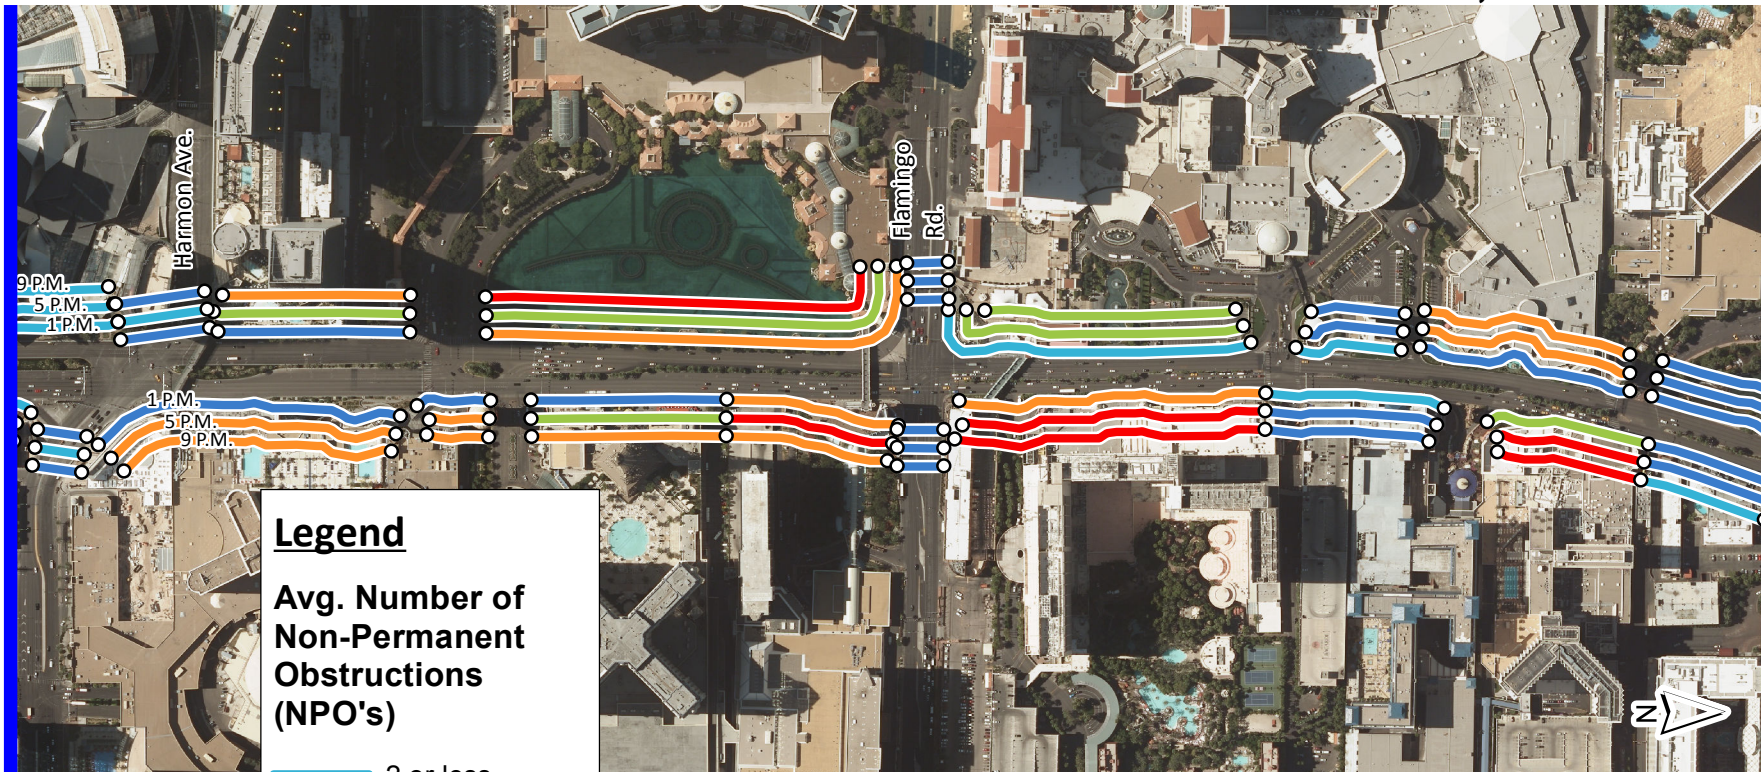 Harmon Ave.
Flamingo
Rd.
9 P.M.
5 P.M.
1 P.M.
1 P.M.
5 P.M.
9 P.M.
Legend
Avg. Number of
Non-Permanent
Obstructions
(NPO's)
N